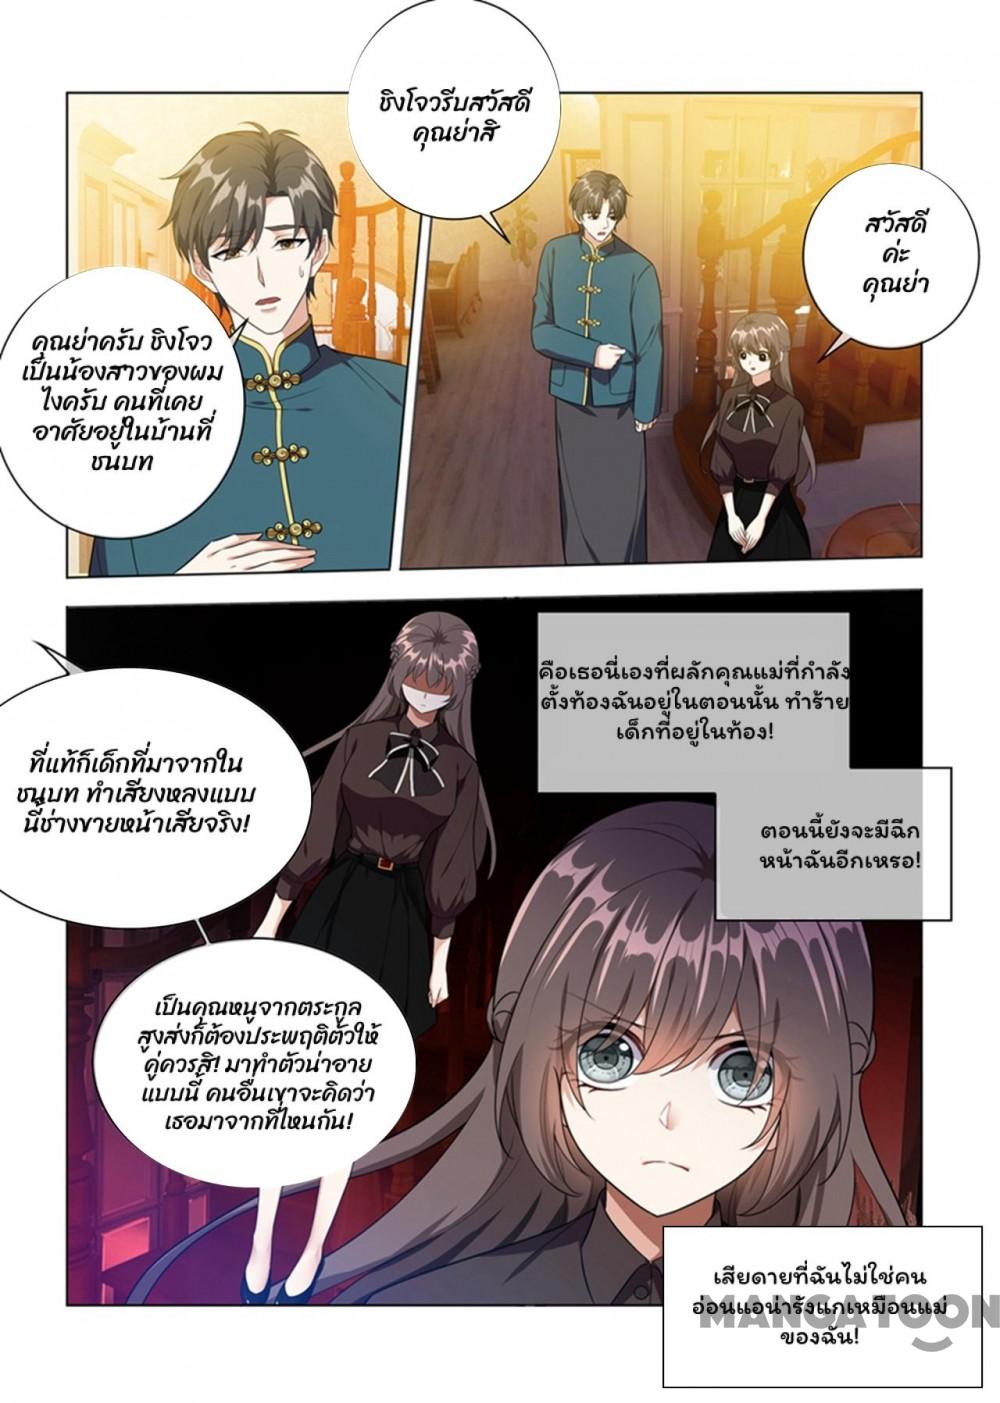 ชิงโจวรีบสวัสดี
คุณย่าสิ
สวัสดี
ค่ะ
คุณย่า
คุณย่าครับ ชิงโจว
เป็นน้องสาวของผม
ไงครับ คนที่เคย
อาศัยอยู่ในบ้านที่
ชนบท
คือเธอนี่เองที่ผลักคุณแม่ที่กำลัง
ตั้งท้องฉันอยู่ในตอนนั้น ทำร้าย
เด็กที่อยู่ในท้อง!
ที่แท้ก็เด็กที่มาจากใน
ชนบท ทำเสียงหลงแบบ
นี้ช่างขายหน้าเสียจริง!
ตอนนี้ยังจะมีฉีก
หน้าฉันอีกเหรอ!
เป็นคุณหนูจากตระกูล
สูงส่งก็ต้องประพฤติตัวให้
คู่ควรสิ! มาทำตัวน่าอาย
แบบนี้ คนอื่นเขาจะคิดว่า
เธอมาจากที่ไหนกัน!
เสียดายที่ฉันไม่ใช่คน
อ่อนแอน่ารังแกเหมือนแม่
ของฉัน!
MANGATOON